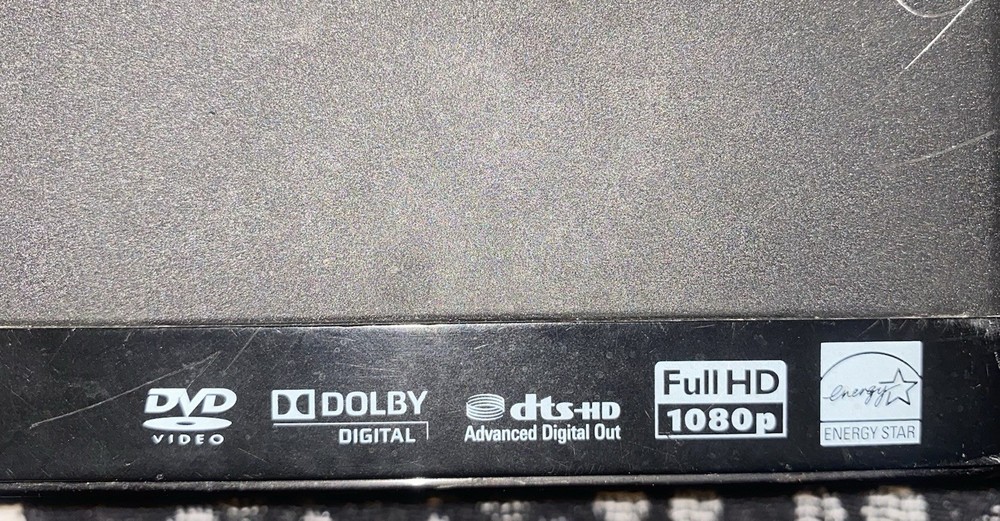 DVD
VIDEO
DOLBY
DIGITAL
dts-HD
Advanced Digital Out
Full HD
1080p
energy
ENERGY STAR